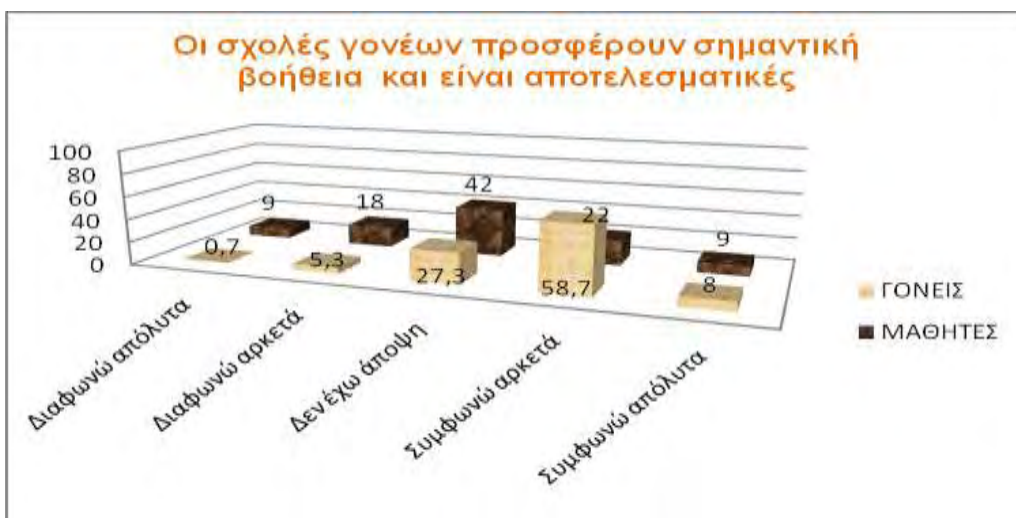 Οι σχολές γονέων προσφέρουν σημαντική
βοήθεια και είναι αποτελεσματικές
100
80
60
40
20
0
9
18
42
22
9
0,7
5,3
27,3
58,7
8
Διαφωνώ απόλυτα
Διαφωνώ αρκετά
Δεν έχω άποψη
Συμφωνώ αρκετά
Συμφωνώ απόλυτα
ΓΟΝΕΙΣ
ΜΑΘΗΤΕΣ